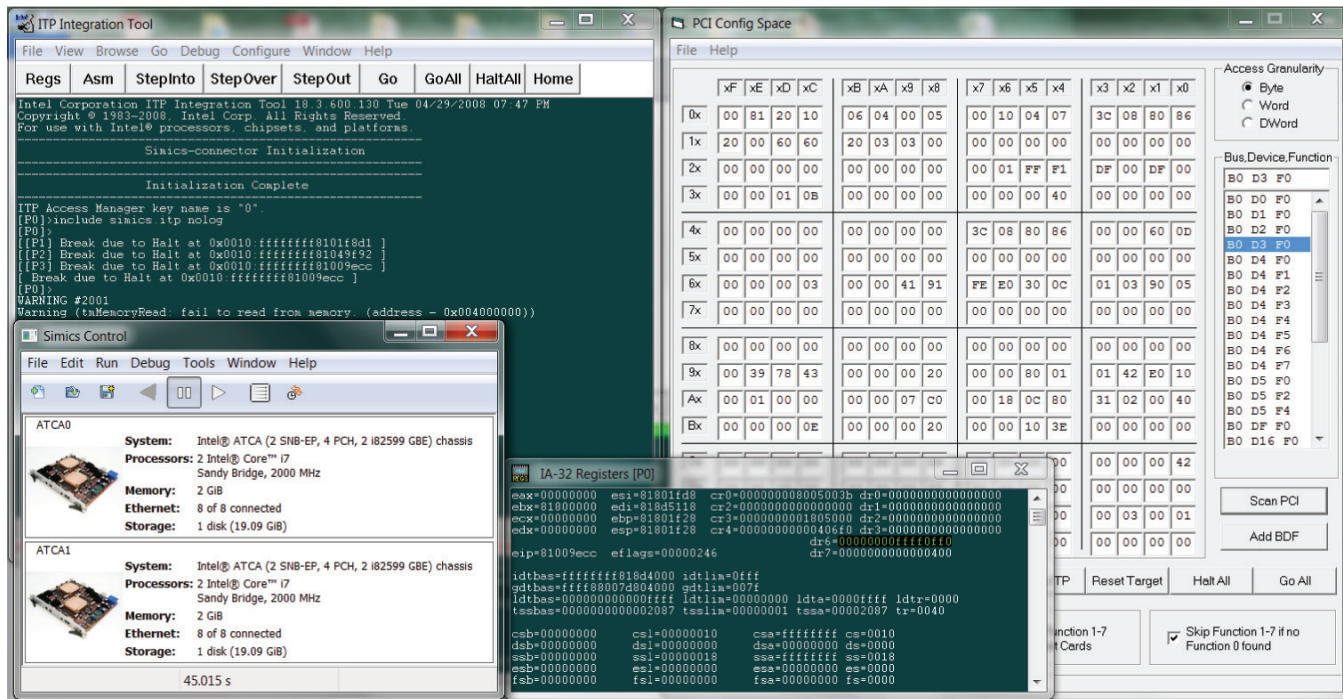 ITP Integration Tool
File View Browse Go Debug Configure Window Help
Regs Asm StepInto StepOver StepOut Go GoAll HaltAll Home
Intel Corporation ITP Integration Tool 18.3.600.130 Tue 04/29/2008 07:47 PM
Copyright © 1983-2008, Intel Corp. All Rights Reserved.
For use with Intel® processors, chipsets, and platforms.
Simics-connector Initialization
Initialization Complete
ITP Access Manager key name is "0".
[P0]>include simics.itp nolog
[P0]>
[[P1] Break due to Halt at 0x0010:ffffffff8101f8d1 ]
[[P2] Break due to Halt at 0x0010:ffffffff81049f92 ]
[[P3] Break due to Halt at 0x0010:ffffffff81009ecc ]
[ Break due to Halt at 0x0010:ffffffff81009ecc ]
[P0]>
WARNING #2001
Warning (tmMemoryRead: fail to read from memory. (address - 0x004000000))
Simics Control
File Edit Run Debug Tools Window Help
ATCA0
System: Intel® ATCA (2 SNB-EP, 4 PCH, 2 i82599 GBE) chassis
Processors: 2 Intel® Core™ i7
Sandy Bridge, 2000 MHz
Memory: 2 GiB
Ethernet: 8 of 8 connected
Storage: 1 disk (19.09 GiB)
ATCA1
System: Intel® ATCA (2 SNB-EP, 4 PCH, 2 i82599 GBE) chassis
Processors: 2 Intel® Core™ i7
Sandy Bridge, 2000 MHz
Memory: 2 GiB
Ethernet: 8 of 8 connected
Storage: 1 disk (19.09 GiB)
45.015 s
PCI Config Space
File Help
xF xE xD xC xB xA x9 x8 x7 x6 x5 x4 x3 x2 x1 x0
0x 00 81 20 10 06 04 00 05 00 10 04 07 3C 08 80 86
1x 20 00 60 60 20 03 03 00 00 00 00 00 00 00 00 00
2x 00 00 00 00 00 00 00 00 00 01 FF F1 DF 00 DF 00
3x 00 00 01 0B 00 00 00 00 00 00 00 40 00 00 00 00
4x 00 00 00 00 00 00 00 00 3C 08 80 86 00 00 60 0D
5x 00 00 00 00 00 00 00 00 00 00 00 00 00 00 00 00
6x 00 00 00 03 00 00 41 91 FE E0 30 0C 01 03 90 05
7x 00 00 00 00 00 00 00 00 00 00 00 00 00 00 00 00
8x 00 00 00 00 00 00 00 00 00 00 00 00 00 00 00 00
9x 00 39 78 43 00 00 00 20 00 00 80 01 01 42 E0 10
Ax 00 01 00 00 00 00 07 C0 00 18 0C 80 31 02 00 40
Bx 00 00 00 0E 00 00 00 20 00 00 10 3E 00 00 00 00
00 00 00 00 42
00 00 00 00 00
00 00 03 00 01
00 00 00 00 00
TP Reset Target Halt All Go All
unction 1-7
t Cards
Skip Function 1-7 if no
Function 0 found
Access Granularity
Byte
Word
DWord
Bus,Device,Function
B0 D3 F0
B0 D0 F0
B0 D1 F0
B0 D2 F0
B0 D3 F0
B0 D4 F0
B0 D4 F1
B0 D4 F2
B0 D4 F3
B0 D4 F4
B0 D4 F5
B0 D4 F6
B0 D4 F7
B0 D5 F0
B0 D5 F2
B0 D5 F4
B0 DF F0
B0 D16 F0
Scan PCI
Add BDF
IA-32 Registers [P0]
eax=00000000 esi=81801fd8 cr0=000000008005003b dr0=0000000000000000
ebx=81800000 edi=818d5118 cr2=0000000000000000 dr1=0000000000000000
ecx=00000000 ebp=81801f28 cr3=0000000001805000 dr2=0000000000000000
edx=00000000 esp=81801f28 cr4=00000000000406f0 dr3=0000000000000000
dr6=00000000ffff0ff0
eip=81009ecc eflags=00000246 dr7=0000000000000400
idtbas=ffffffff818d4000 idtlim=0fff
gdtbas=ffff88007d804000 gdtlim=007f
ldtbas=000000000000ffff ldtlim=00000000 ldta=0000ffff ldtr=0000
tssbas=0000000000002087 tsslim=00000001 tssa=00002087 tr=0040
csb=00000000 csl=00000010 csa=ffffffff cs=0010
dsb=00000000 dsl=00000000 dsa=00000000 ds=0000
ssb=00000000 ssl=00000018 ssa=ffffffff ss=0018
esb=00000000 esl=00000000 esa=00000000 es=0000
fsb=00000000 fsl=00000000 fsa=00000000 fs=0000